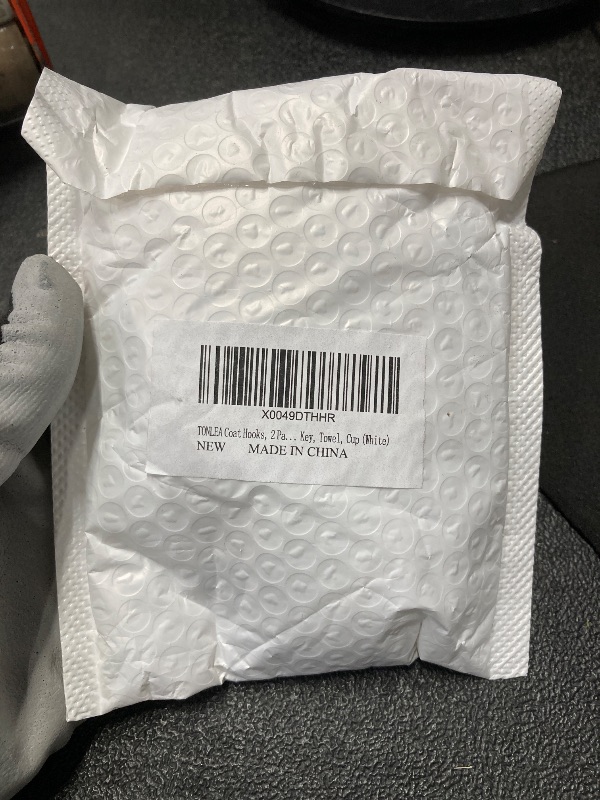 X0049DTHHR
TONLEA Coat Hooks, 2 Pa... Key, Towel, Cup (White)
NEW MADE IN CHINA